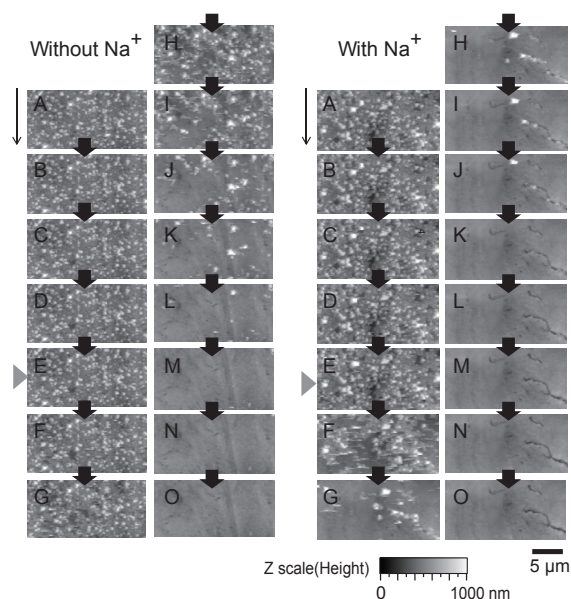 Without Na+
A
B
C
D
E
F
G
H
I
J
K
L
M
N
O
With Na+
A
B
C
D
E
F
G
H
I
J
K
L
M
N
O
Z scale(Height)
0 1000 nm
5 µm